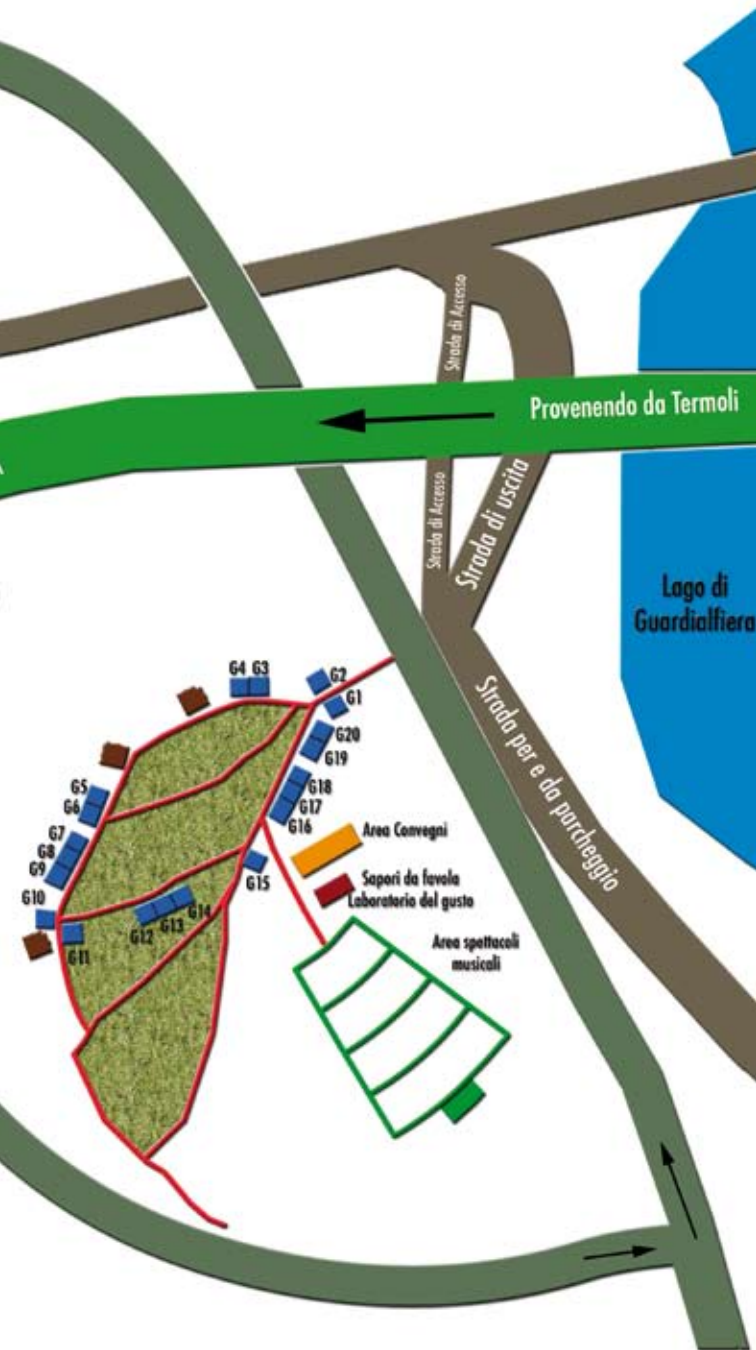 Strada di Accesso
Provenendo da Termoli
Strada di Accesso
Strada di uscita
Lago di
Guardialfiera
Strada per e da parcheggio
G4 G3
G2
G1
G20
G19
G18
G17
G16
G5
G6
G7
G8
G9
G10
G11
G12
G13
G14
G15
Area Convegni
Sapori da favola
Laboratorio del gusto
Area spettacoli
musicali